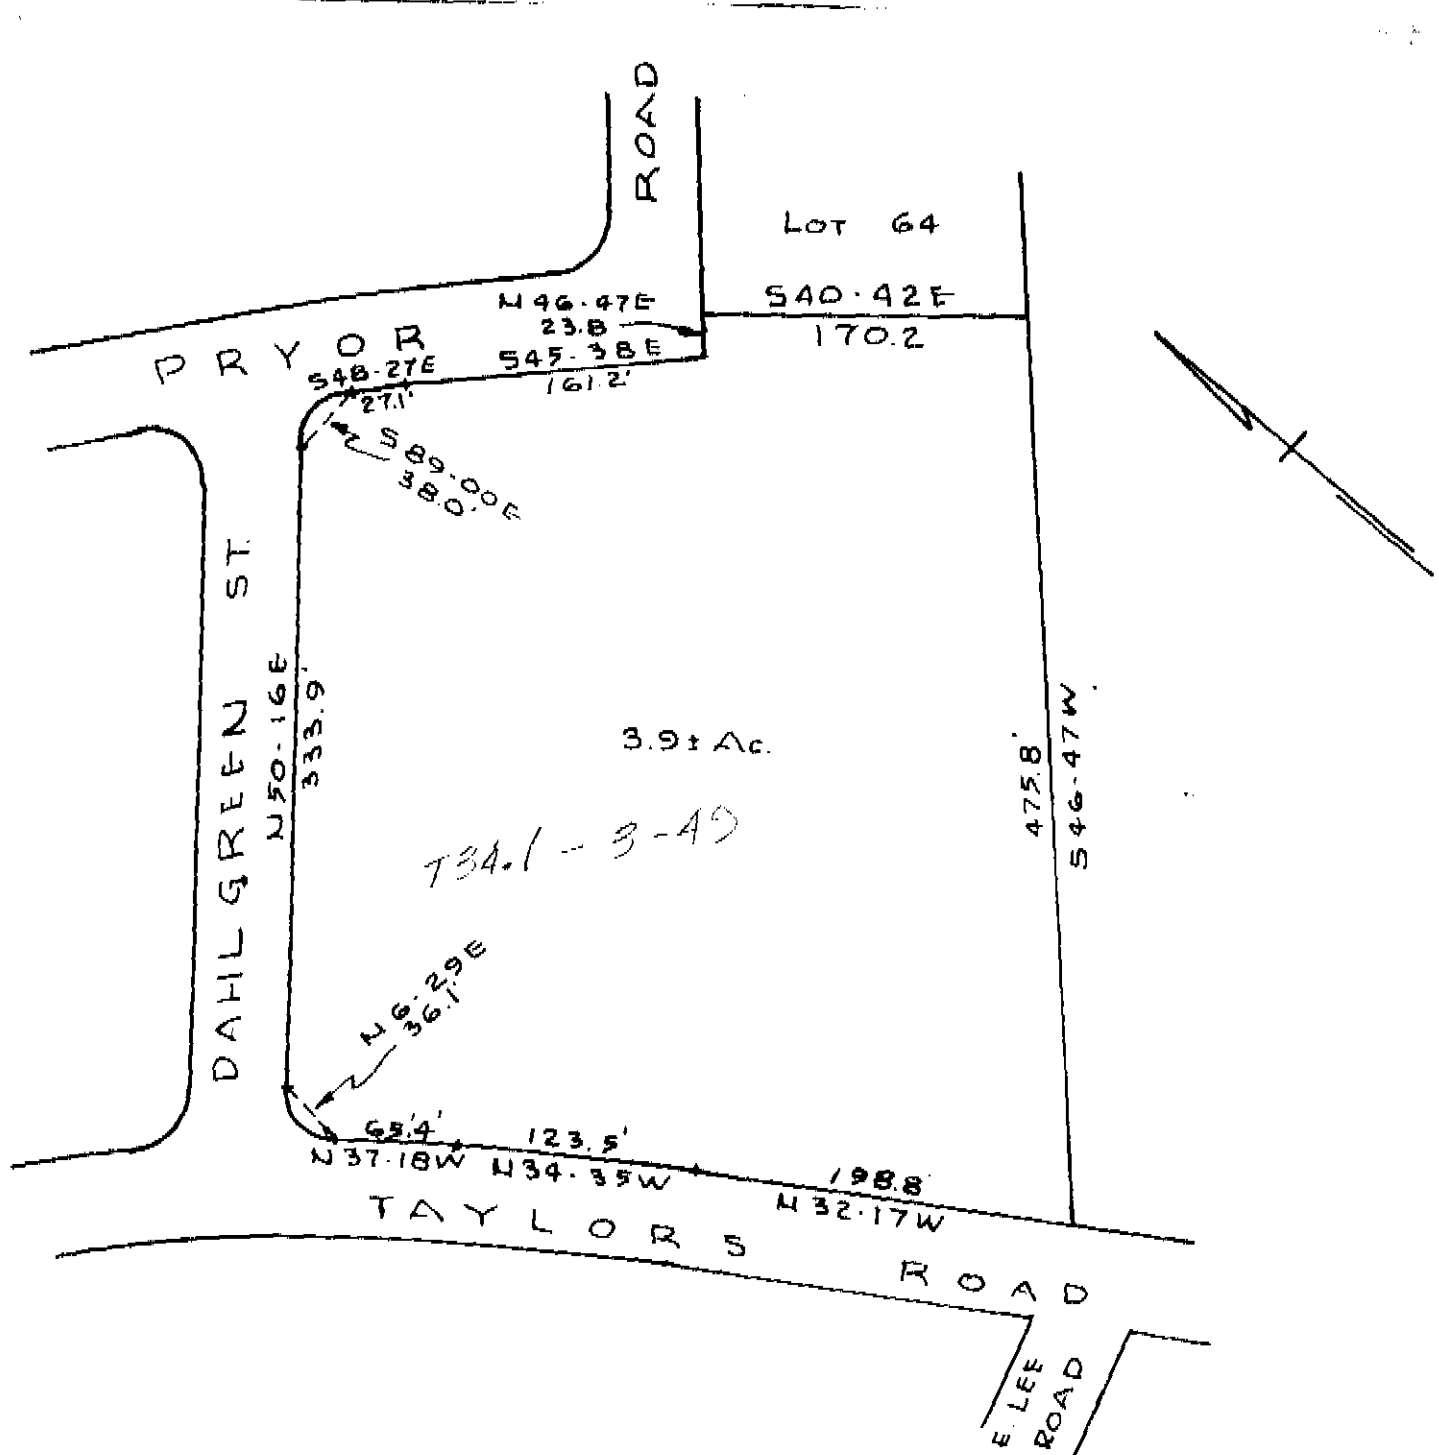 ROAD
LOT 64
S40-42E
170.2
N46-47E
23.8
S45-38E
161.2'
PRYOR
S48-27E
27.1'
S89-00E
38.0'
DAHLGREEN ST.
N50-16E
333.9'
3.9± Ac.
T34.1-3-49
475.8'
S46-47W
N6-29E
36.1'
65.4'
N37-18W
123.5'
N34-35W
198.8
N32-17W
TAYLORS ROAD
E. LEE
ROAD